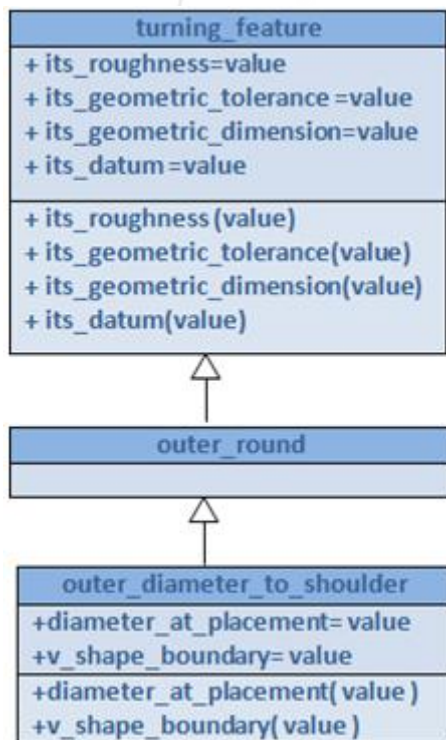 turning_feature
+ its_roughness=value
+ its_geometric_tolerance =value
+ its_geometric_dimension=value
+ its_datum =value
+ its_roughness (value)
+ its_geometric_tolerance(value)
+ its_geometric_dimension(value)
+ its_datum(value)
outer_round
outer_diameter_to_shoulder
+diameter_at_placement= value
+v_shape_boundary= value
+diameter_at_placement( value )
+v_shape_boundary( value )